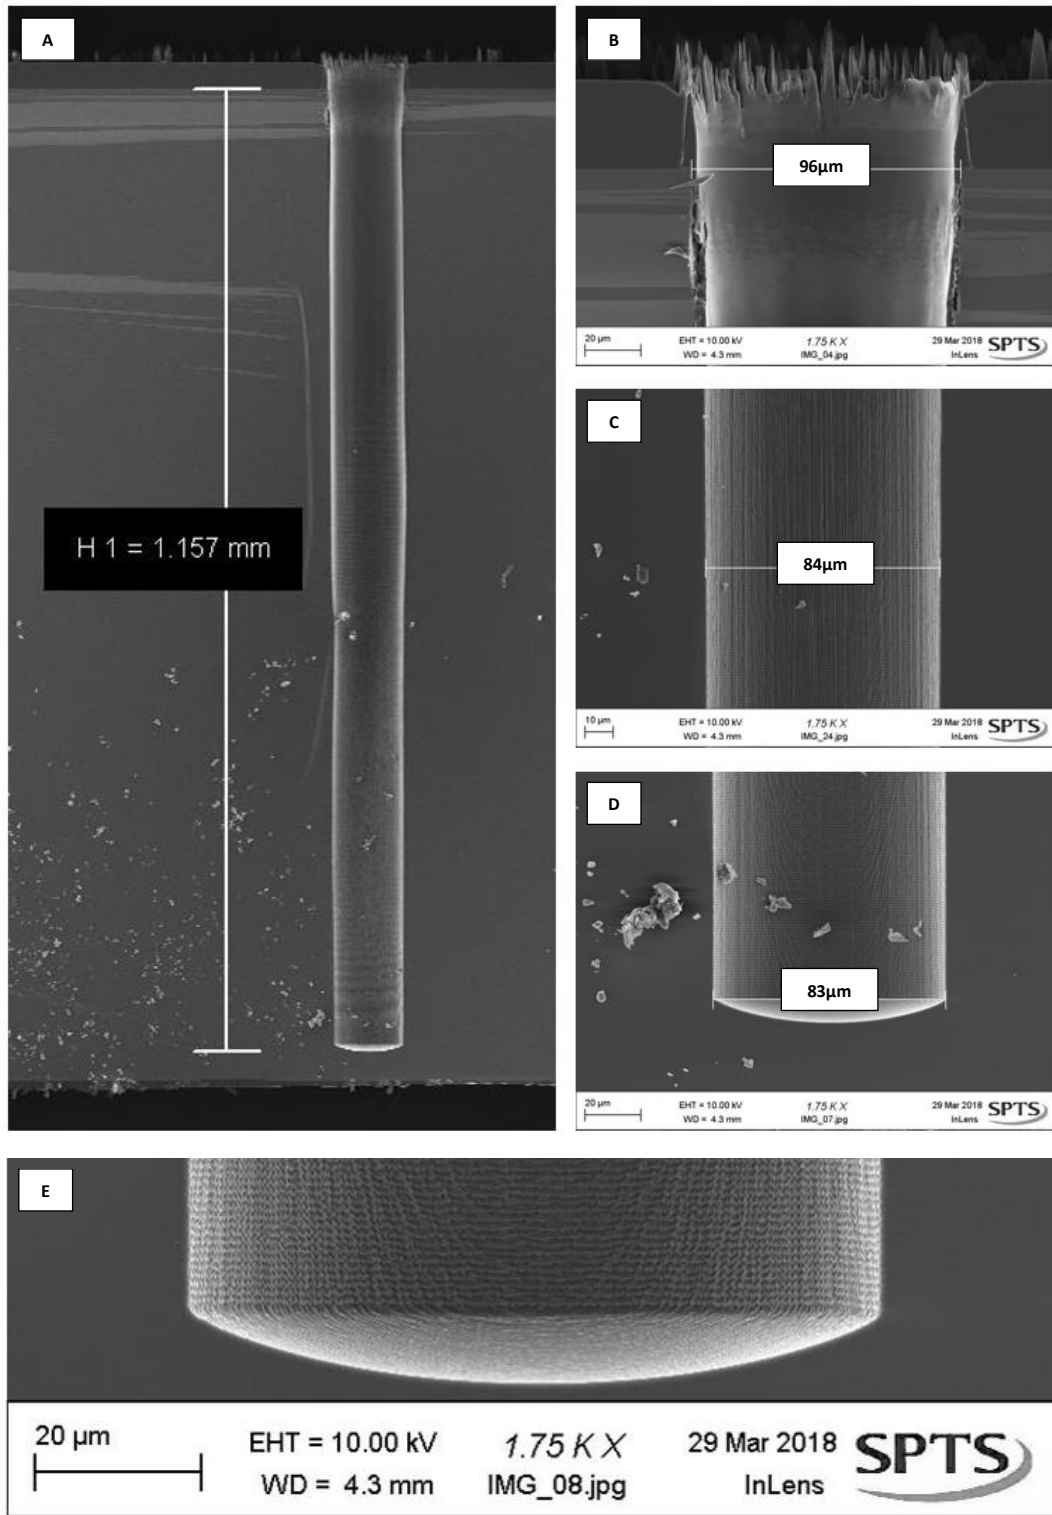 A
H 1 = 1.157 mm
B
96µm
20 µm
EHT = 10.00 kV
WD = 4.3 mm
1.75 K X
IMG_04.jpg
29 Mar 2018
InLens
SPTS
C
84µm
10 µm
EHT = 10.00 kV
WD = 4.3 mm
1.75 K X
IMG_24.jpg
29 Mar 2018
InLens
SPTS
D
83µm
20 µm
EHT = 10.00 kV
WD = 4.3 mm
1.75 K X
IMG_07.jpg
29 Mar 2018
InLens
SPTS
E
20 µm
EHT = 10.00 kV
WD = 4.3 mm
1.75 K X
IMG_08.jpg
29 Mar 2018
InLens
SPTS